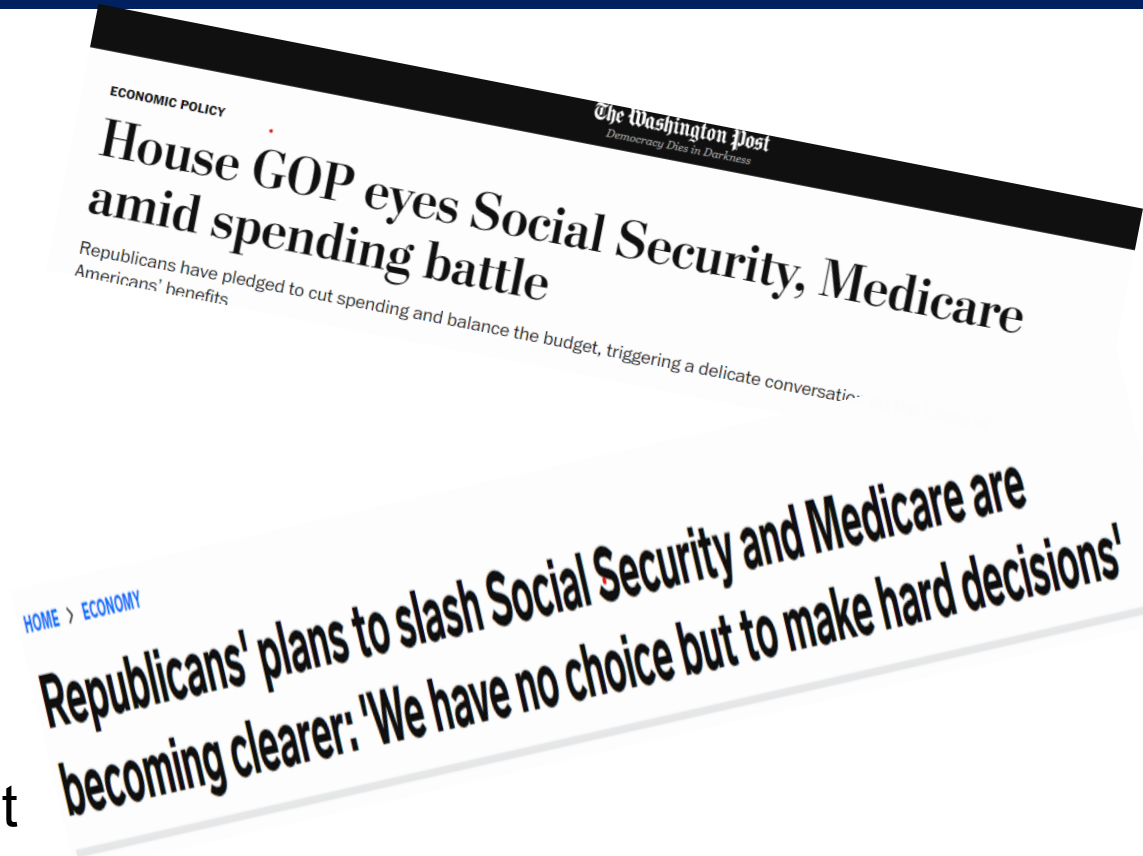 The Washington Post
Democracy Dies in Darkness
ECONOMIC POLICY
House GOP eyes Social Security, Medicare
amid spending battle
Republicans have pledged to cut spending and balance the budget, triggering a delicate
Americans' benefits
HOME > ECONOMY
Republicans' plans to slash Social Security and Medicare are
becoming clearer: 'We have no choice but to make hard decisions'
t